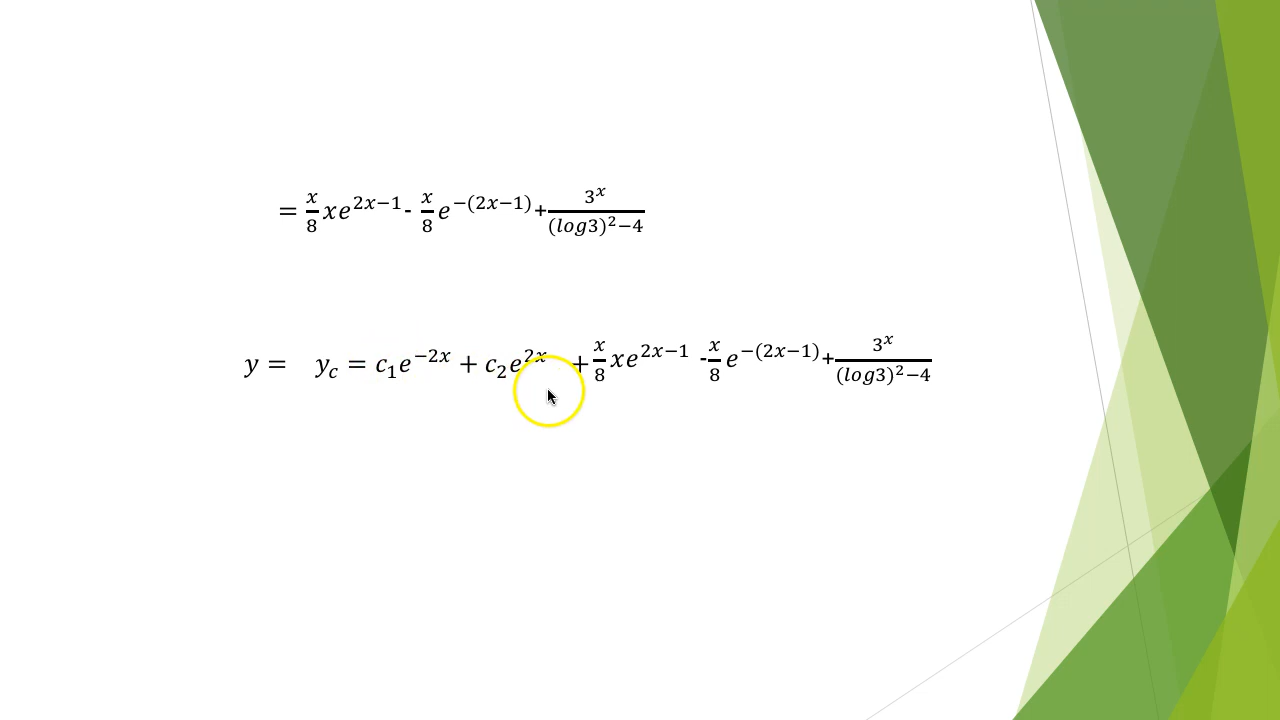 = x/8 xe^{2x−1}- x/8 e^{−(2x−1)}+ 3^x/((log3)^2−4)
y = y_c = c_1e^{−2x} + c_2e^{2x} + x/8 xe^{2x−1} - x/8 e^{−(2x−1)}+ 3^x/((log3)^2−4)